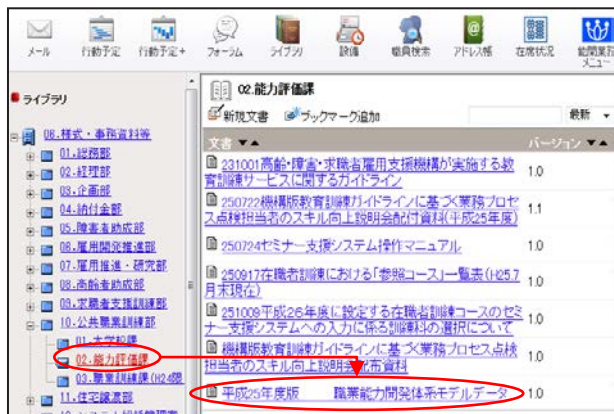 メール 行動予定 行動予定+ フォーラム ライブラリ 設備 職員検索 アドレス帳 在席状況 能開業務
メニュー
ライブラリ
08.様式・事務資料等
01.総務部
02.経理部
03.企画部
04.納付金部
05.障害者助成部
06.雇用開発推進部
07.雇用推進・研究部
08.高齢者助成部
09.求職者支援訓練部
10.公共職業訓練部
01.大学校課
02.能力評価課
03.職業訓練課(H24限
11.住宅譲渡部
02.能力評価課
新規文書 ブックマーク追加 最新
文書 ▼▲ バージョン ▼▲
231001高齢・障害・求職者雇用支援機構が実施する教
育訓練サービスに関するガイドライン 1.0
250722機構版教育訓練ガイドラインに基づく業務プロセ
ス点検担当者のスキル向上説明会配付資料(平成25年度) 1.1
250724セミナー支援システム操作マニュアル 1.0
250917在職者訓練における「参照コース」一覧表(H25.7
月末現在) 1.0
251009平成26年度に設定する在職者訓練コースのセミ
ナー支援システムへの入力に係る訓練科の選択について 1.0
機構版教育訓練ガイドラインに基づく業務プロセス点検
担当者のスキル向上説明会配布資料 1.0
平成25年度版 職業能力開発体系モデルデータ 1.0